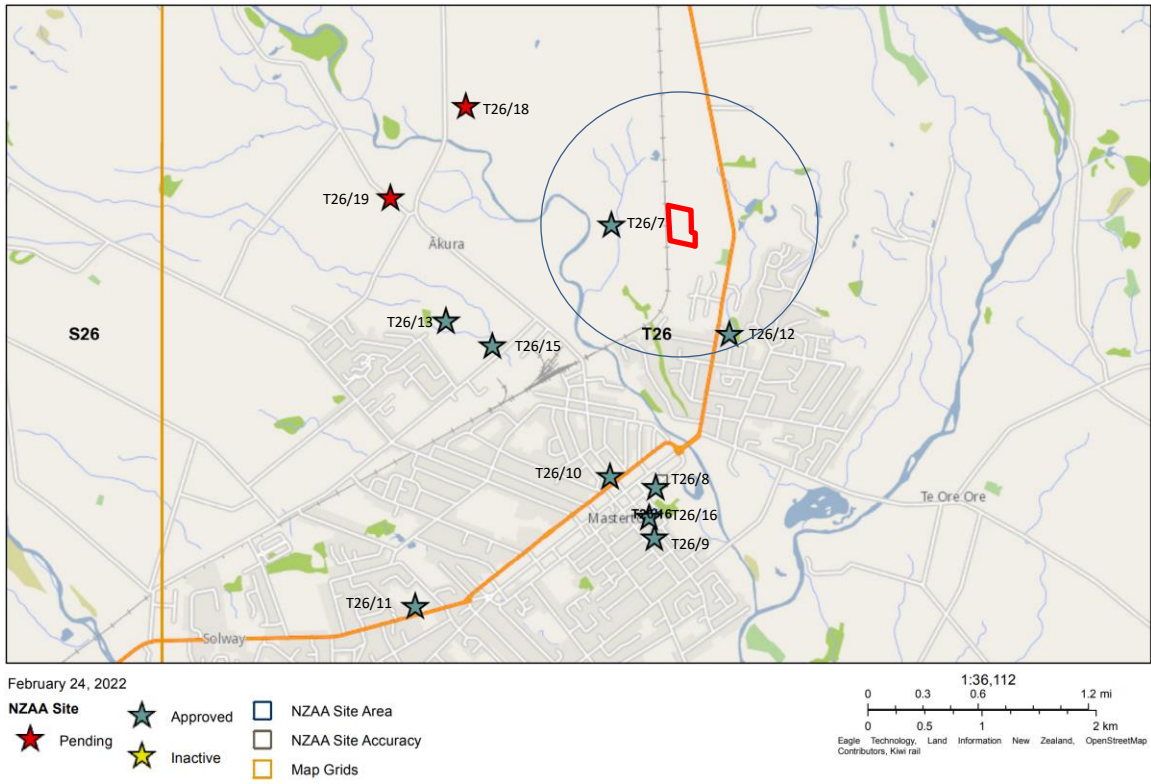 T26/18
T26/19
T26/7
Ākura
T26/13
S26
T26
T26/12
T26/15
T26/10
T26/8
Te Ore Ore
T26/16
T26/9
T26/11
Solway
February 24, 2022
NZAA Site
Pending
Approved
Inactive
NZAA Site Area
NZAA Site Accuracy
Map Grids
1:36,112
0 0.3 0.6 1.2 mi
0 0.5 1 2 km
Eagle Technology, Land Information New Zealand, OpenStreetMap
Contributors, Kiwi rail